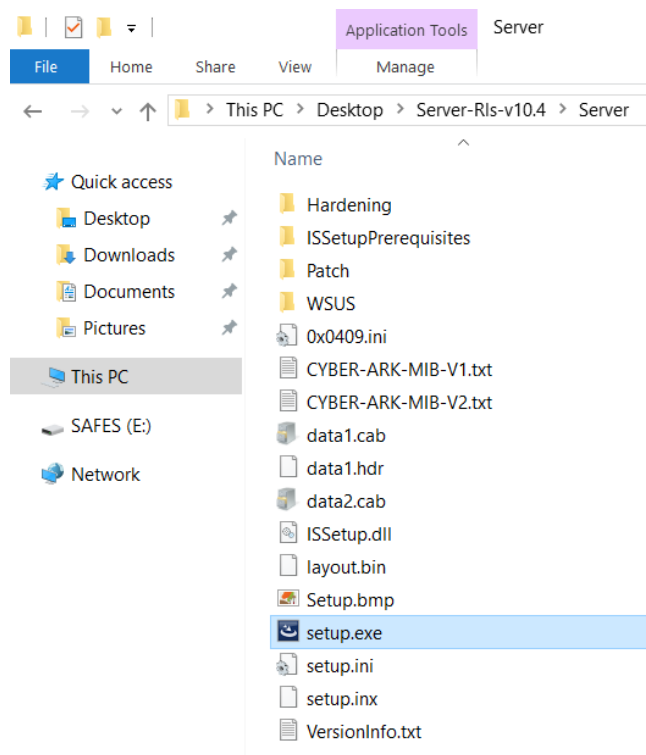 Application Tools Server
File Home Share View Manage
This PC > Desktop > Server-Rls-v10.4 > Server
Name
Quick access
Desktop
Downloads
Documents
Pictures
This PC
SAFES (E:)
Network
Hardening
ISSetupPrerequisites
Patch
WSUS
0x0409.ini
CYBER-ARK-MIB-V1.txt
CYBER-ARK-MIB-V2.txt
data1.cab
data1.hdr
data2.cab
ISSetup.dll
layout.bin
Setup.bmp
setup.exe
setup.ini
setup.inx
VersionInfo.txt